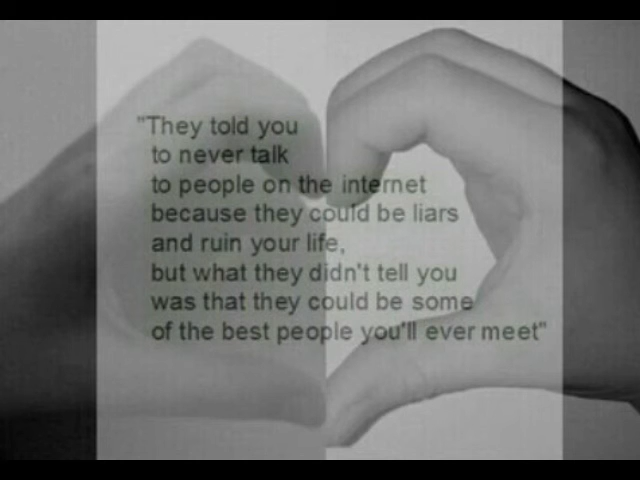 "They told you
to never talk
to people on the internet
because they could be liars
and ruin your life,
but what they didn't tell you
was that they could be some
of the best people you'll ever meet"